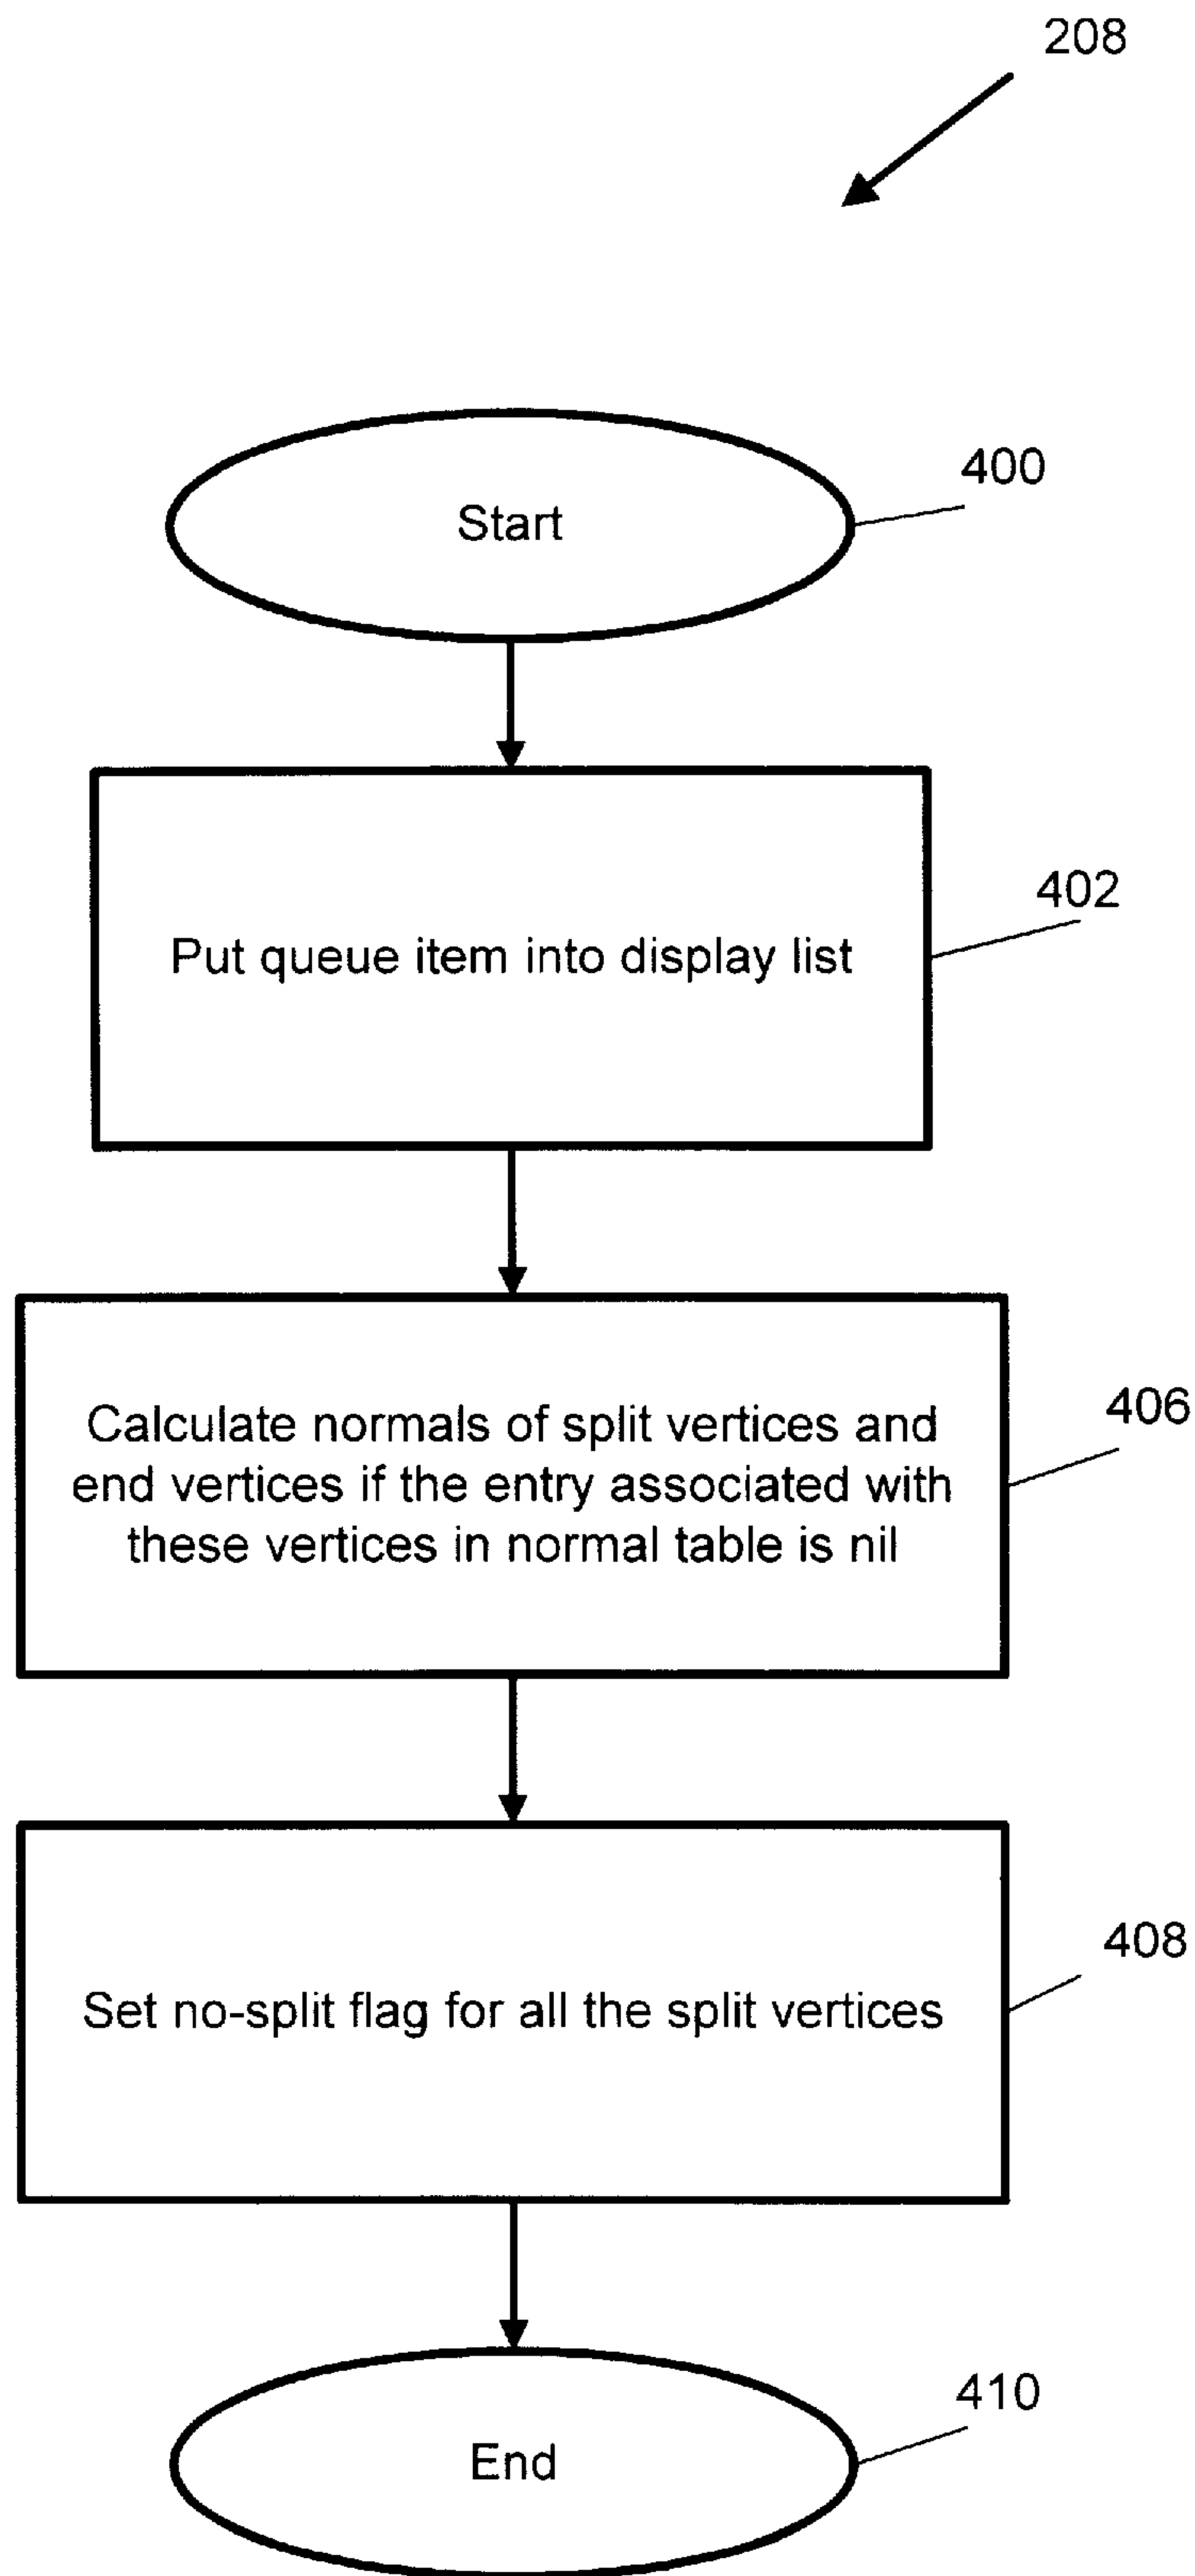 208
400
Start
402
Put queue item into display list
406
Calculate normals of split vertices and
end vertices if the entry associated with
these vertices in normal table is nil
408
Set no-split flag for all the split vertices
410
End